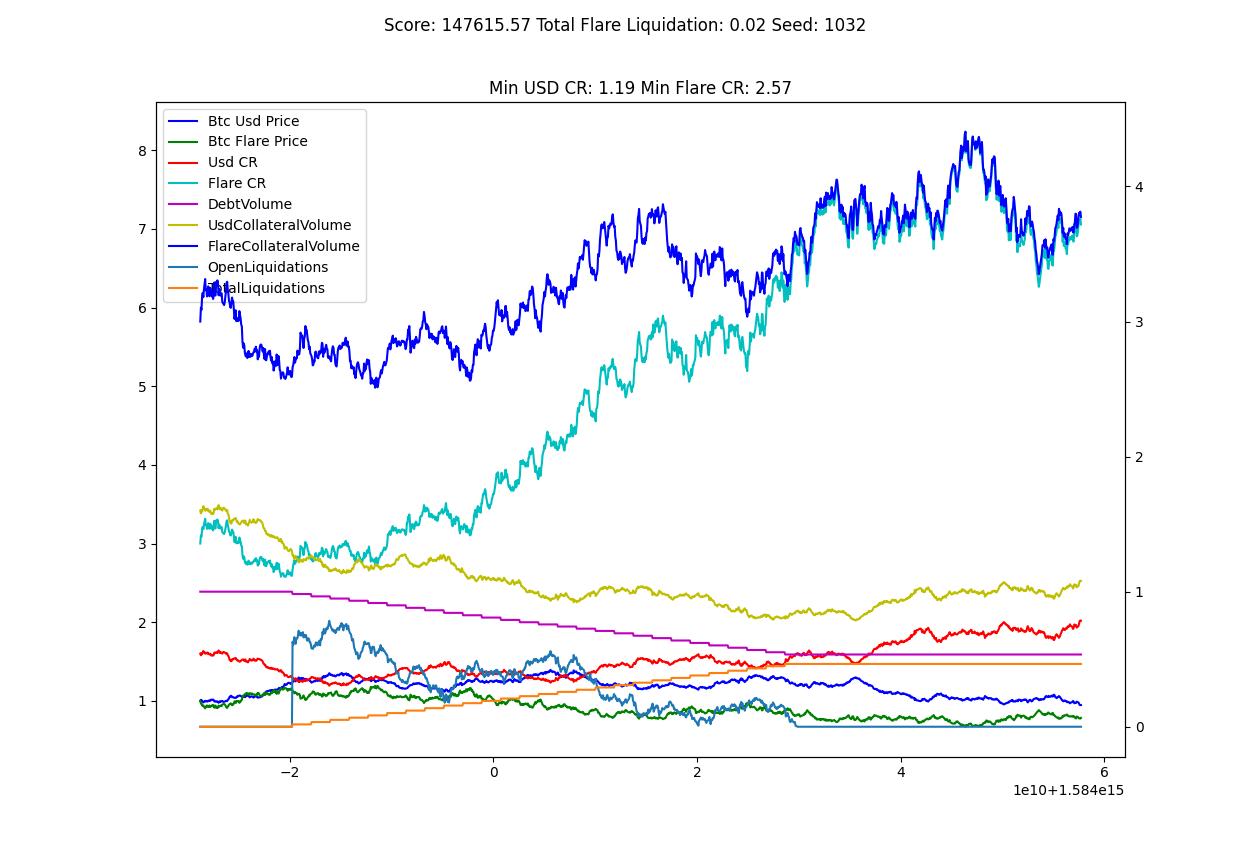 Score: 147615.57 Total Flare Liquidation: 0.02 Seed: 1032
Min USD CR: 1.19 Min Flare CR: 2.57
Btc Usd Price
Btc Flare Price
Usd CR
Flare CR
DebtVolume
UsdCollateralVolume
FlareCollateralVolume
OpenLiquidations
TotalLiquidations
8
7
6
5
4
3
2
1
4
3
2
1
0
−2 0 2 4 6
1e10+1.584e15